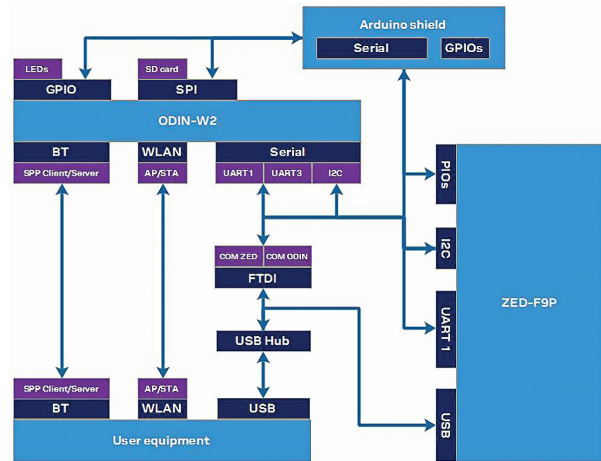 Arduino shield
Serial
GPIOs
LEDs
SD card
GPIO
SPI
ODIN-W2
BT
WLAN
Serial
SPP Client/Server
AP/STA
UART1
UART3
I2C
PIOs
I2C
UART 1
USB
ZED-F9P
COM ZED
COM ODIN
FTDI
USB Hub
SPP Client/Server
AP/STA
BT
WLAN
USB
User equipment